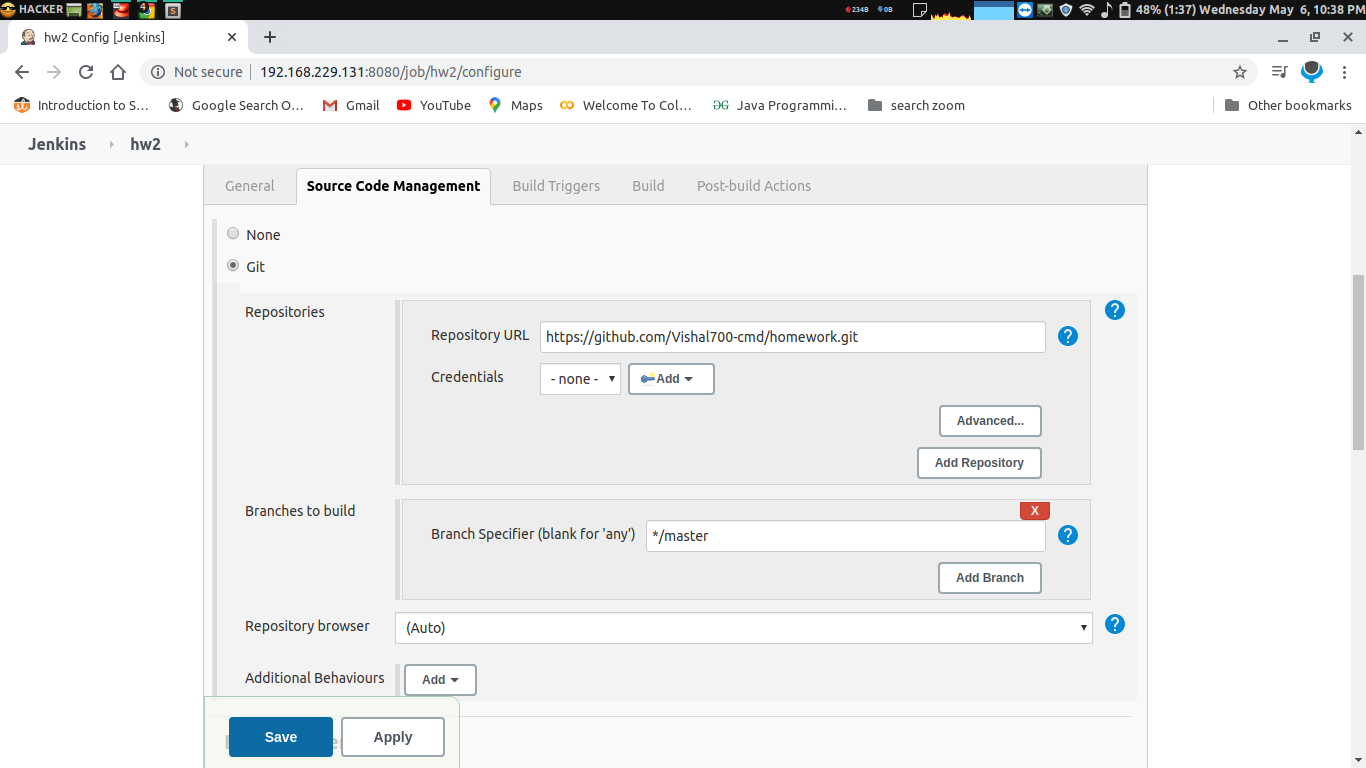 HACKER 4 S 234B 0B 48% (1:37) Wednesday May 6, 10:38 PM
hw2 Config [Jenkins]
Not secure 192.168.229.131:8080/job/hw2/configure
Introduction to S... Google Search O... Gmail YouTube Maps Welcome To Col... Java Programmi... search zoom Other bookmarks
Jenkins hw2
General Source Code Management Build Triggers Build Post-build Actions
None
Git
Repositories
Repository URL https://github.com/Vishal700-cmd/homework.git
Credentials - none - Add
Advanced...
Add Repository
Branches to build
X
Branch Specifier (blank for 'any') */master
Add Branch
Repository browser (Auto)
Additional Behaviours Add
Save Apply